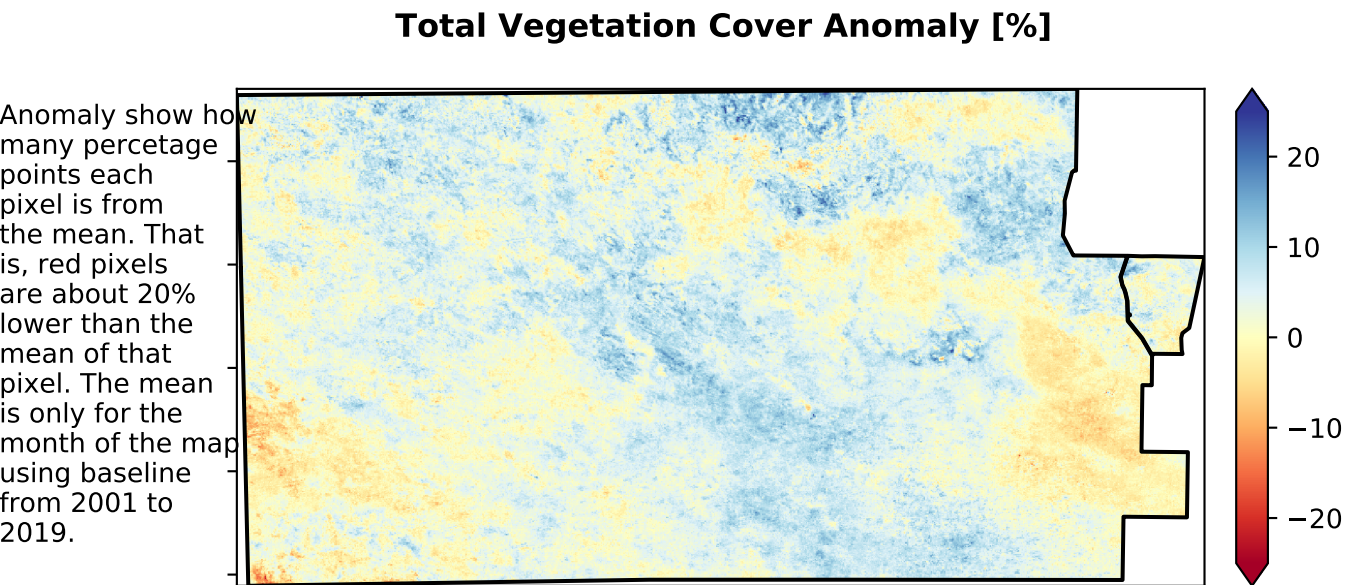 Total Vegetation Cover Anomaly [%]
Anomaly show how
many percetage
points each
pixel is from
the mean. That
is, red pixels
are about 20%
lower than the
mean of that
pixel. The mean
is only for the
month of the map
using baseline
from 2001 to
2019.
20
10
0
−10
−20